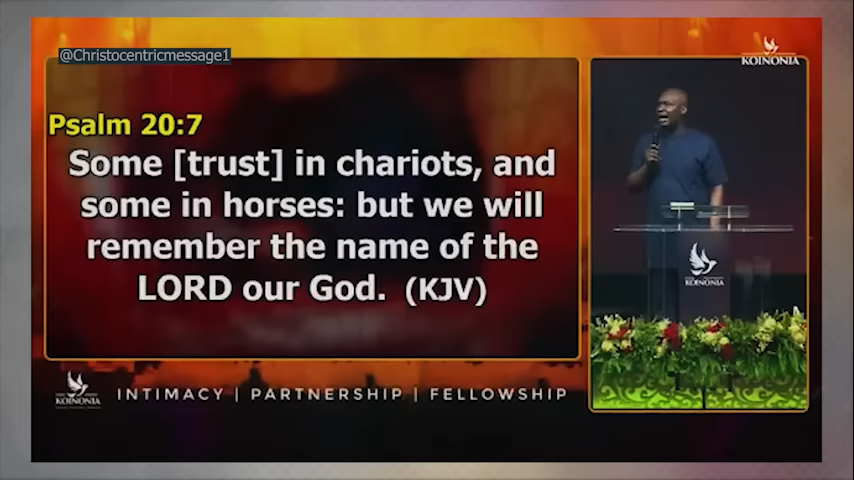 @Christocentricmessage1
KOINONIA
Psalm 20:7
Some [trust] in chariots, and
some in horses: but we will
remember the name of the
LORD our God. (KJV)
KOINONIA
KOINONIA
INTIMACY | PARTNERSHIP | FELLOWSHIP